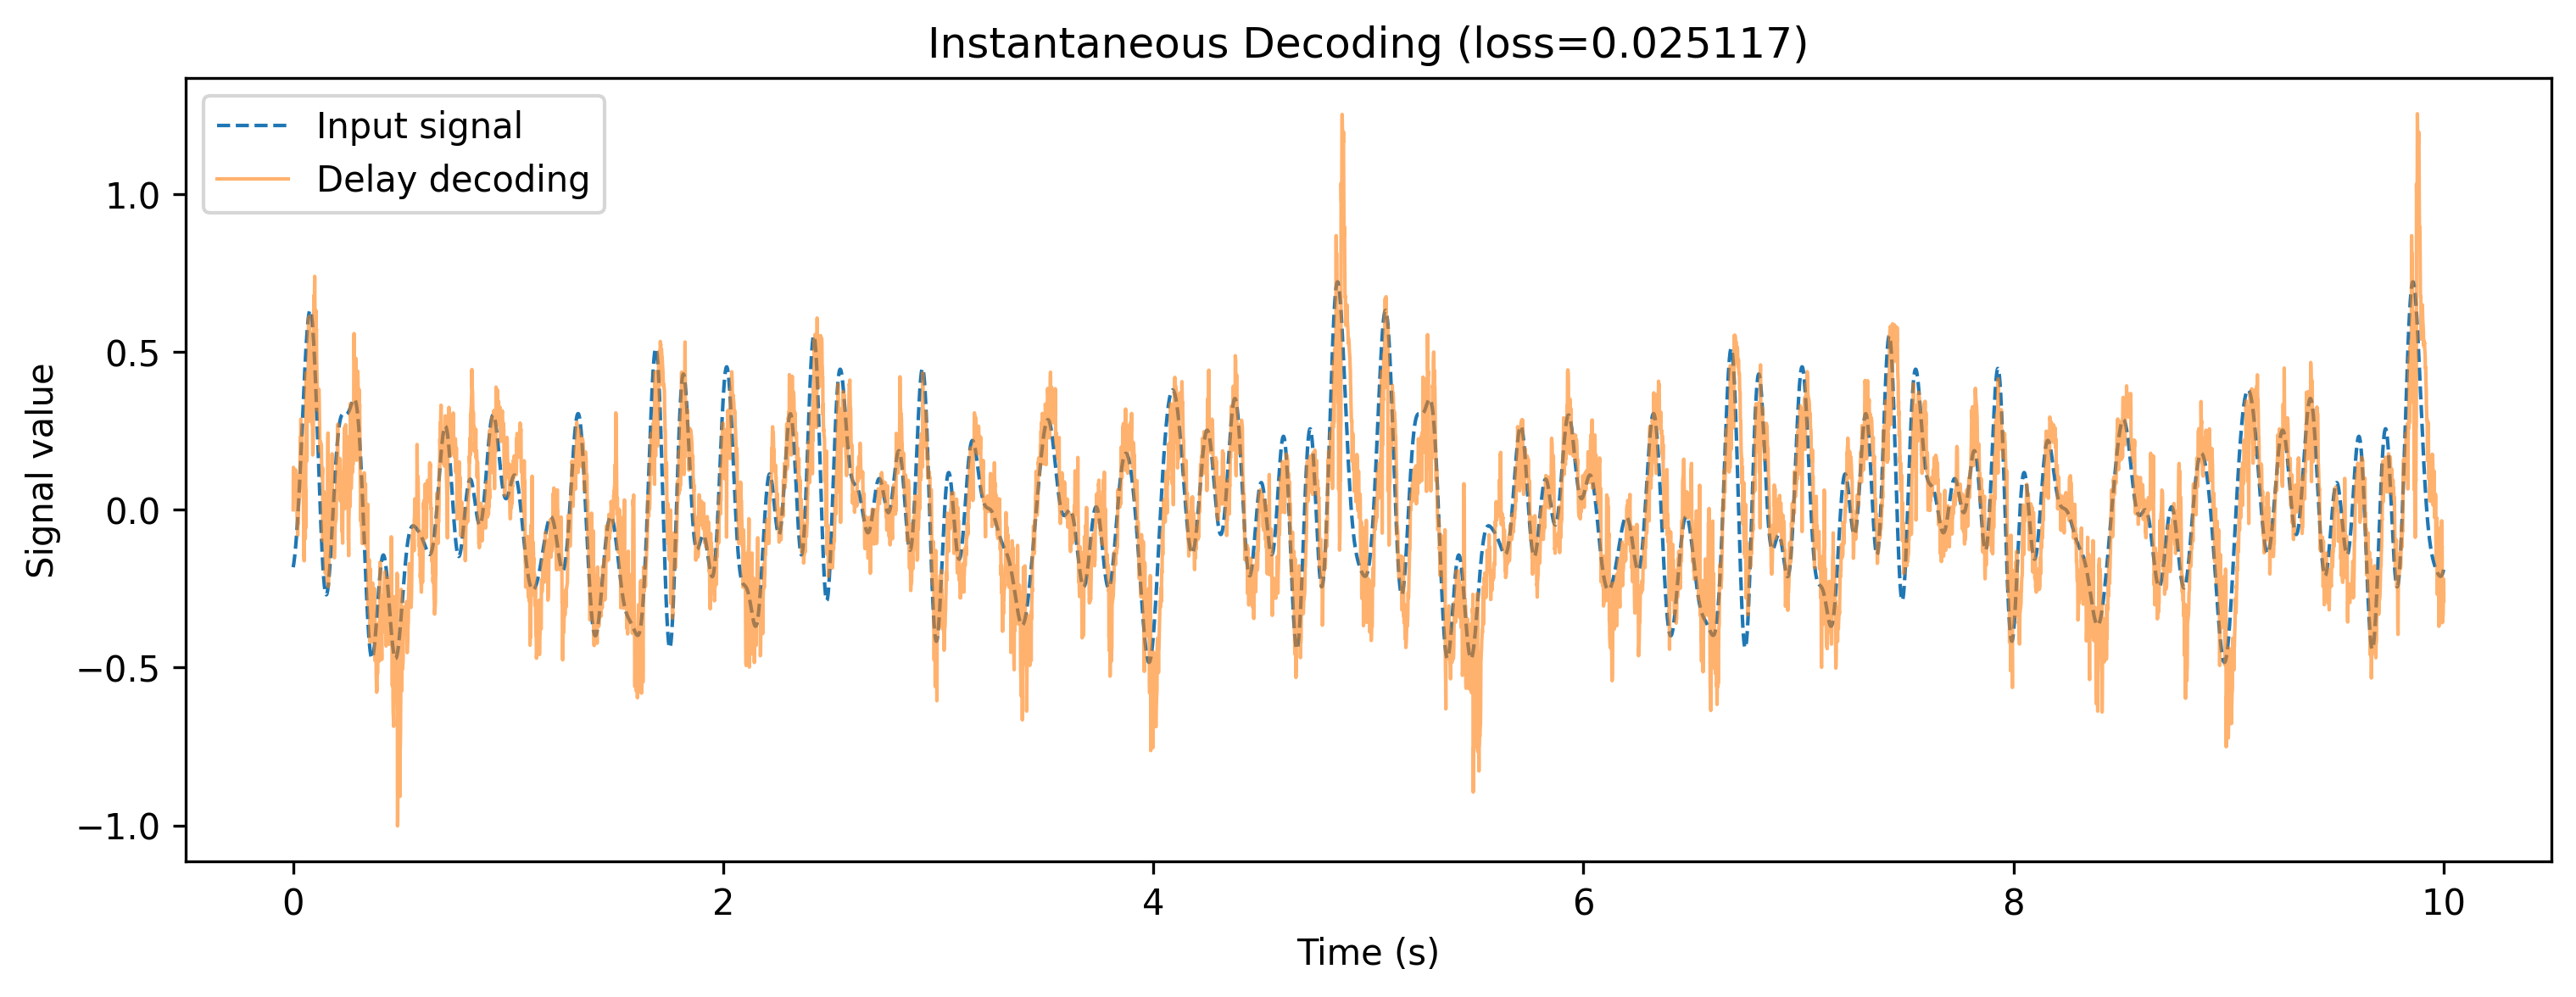 Instantaneous Decoding (loss=0.025117)
Input signal
Delay decoding
Signal value
1.0
0.5
0.0
−0.5
−1.0
0 2 4 6 8 10
Time (s)